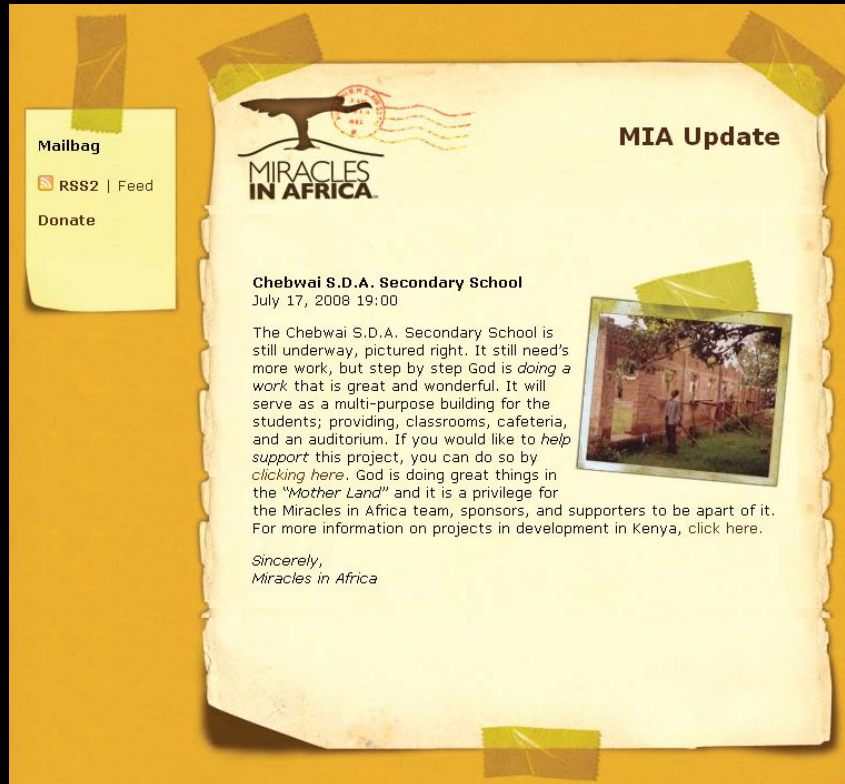 Mailbag
RSS2 | Feed
Donate
MIRACLES
IN AFRICA
MIA Update
Chebwai S.D.A. Secondary School
July 17, 2008 19:00
The Chebwai S.D.A. Secondary School is
still underway, pictured right. It still need's
more work, but step by step God is doing a
work that is great and wonderful. It will
serve as a multi-purpose building for the
students; providing, classrooms, cafeteria,
and an auditorium. If you would like to help
support this project, you can do so by
clicking here. God is doing great things in
the "Mother Land" and it is a privilege for
the Miracles in Africa team, sponsors, and supporters to be apart of it.
For more information on projects in development in Kenya, click here.
Sincerely,
Miracles in Africa